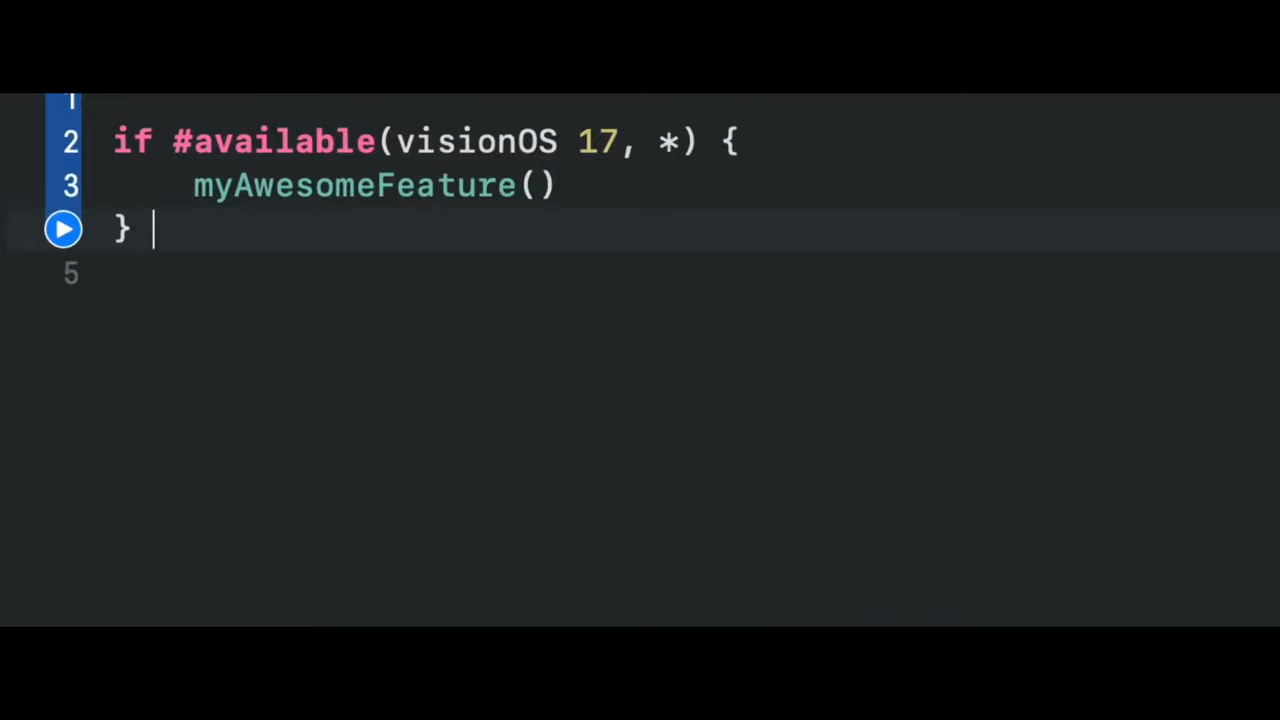 1
2 if #available(visionOS 17, *) {
3 myAwesomeFeature()
}
5